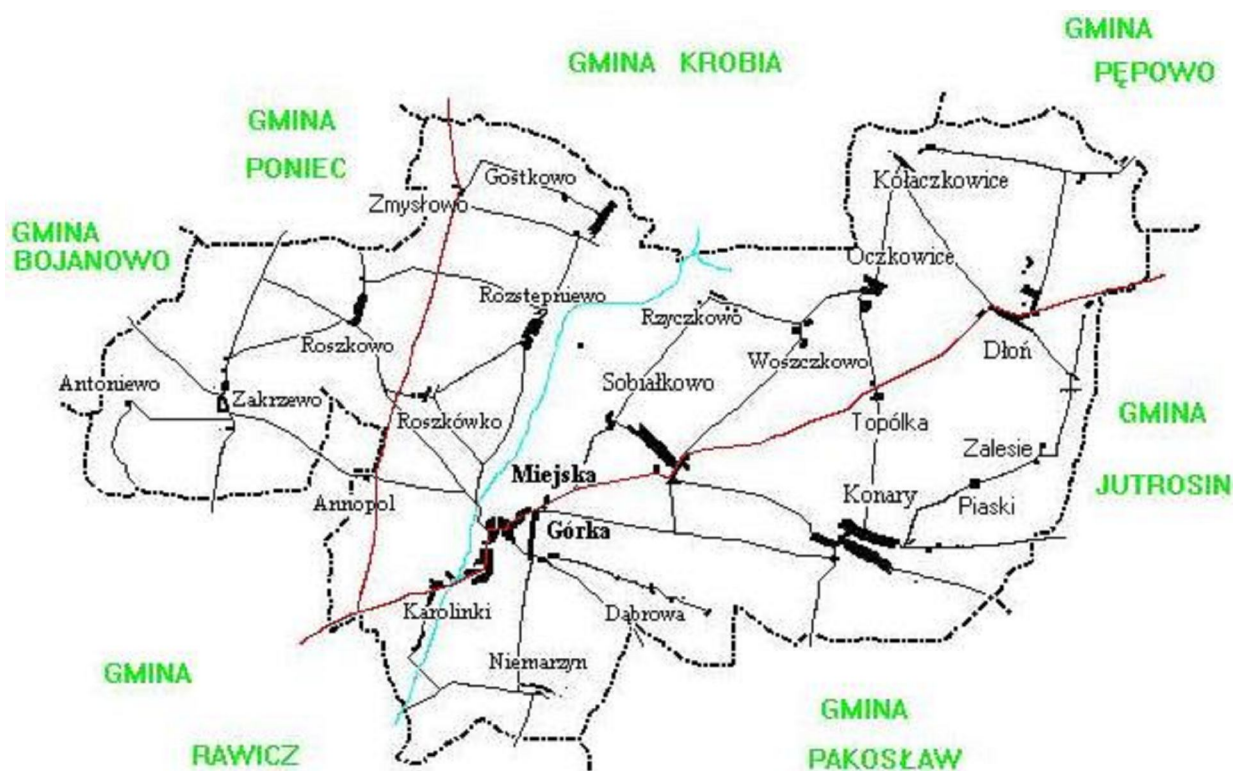 GMINA
PĘPOWO
GMINA KROBIA
GMINA
PONIEC
GMINA
BOJANOWO
Gostkowo
Zmysłowo
Kołaczkowice
Oczkowice
Rozstępniewo
Rzyczkowo
Roszkowo
Woszczkowo
Dłoń
Sobiałkowo
Antoniewo
Zakrzewo
Roszkówko
Topólka
GMINA
JUTROSIN
Zalesie
Miejska
Górka
Annopol
Konary
Piaski
Karolinki
Dąbrowa
Niemarzyn
GMINA
RAWICZ
GMINA
PAKOSŁAW